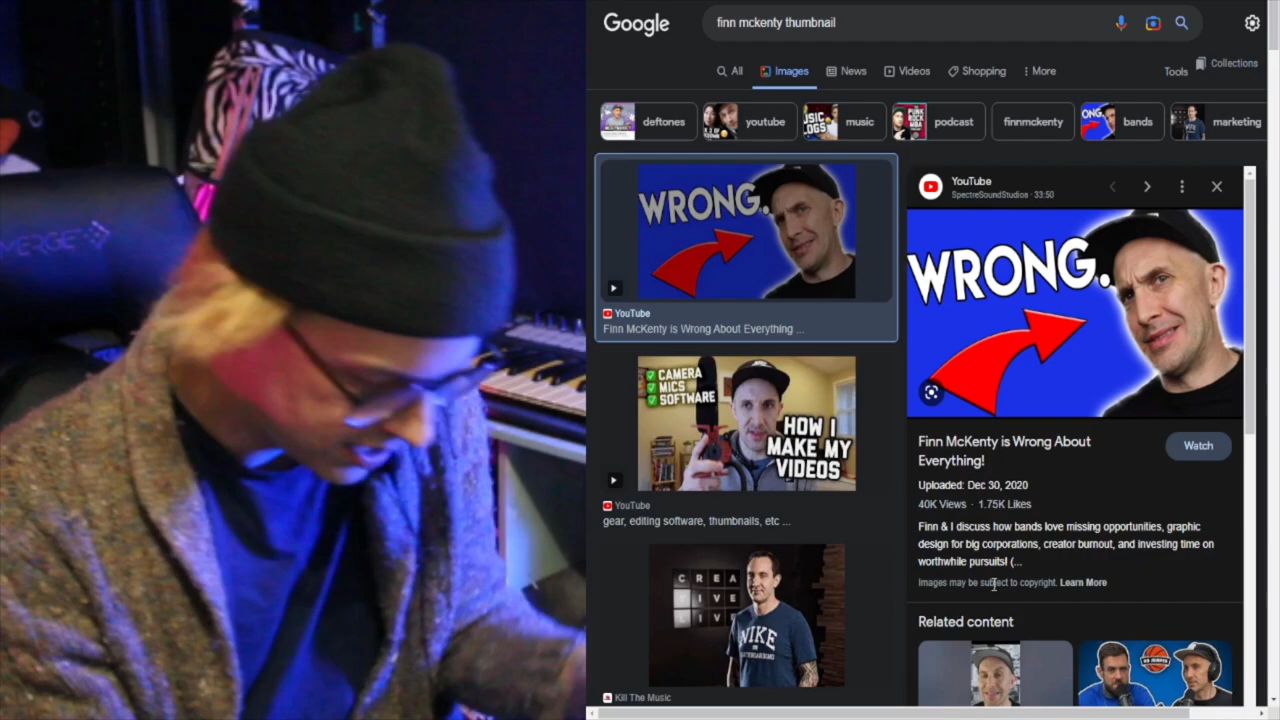 MERGE
Google
finn mckenty thumbnail
All
Images
News
Videos
Shopping
More
Tools
Collections
deftones
youtube
music
podcast
finnmckenty
bands
marketing
WRONG.
YouTube
Finn McKenty is Wrong About Everything ...
CAMERA
MICS
SOFTWARE
HOW I
MAKE MY
VIDEOS
YouTube
gear, editing software, thumbnails, etc ...
CREA
LIVE
LIVE
NIKE
Kill The Music
YouTube
SpectreSoundStudios · 33:50
WRONG.
Finn McKenty is Wrong About
Everything!
Watch
Uploaded: Dec 30, 2020
40K Views · 1.75K Likes
Finn & I discuss how bands love missing opportunities, graphic
design for big corporations, creator burnout, and investing time on
worthwhile pursuits! (...
Images may be subject to copyright. Learn More
Related content